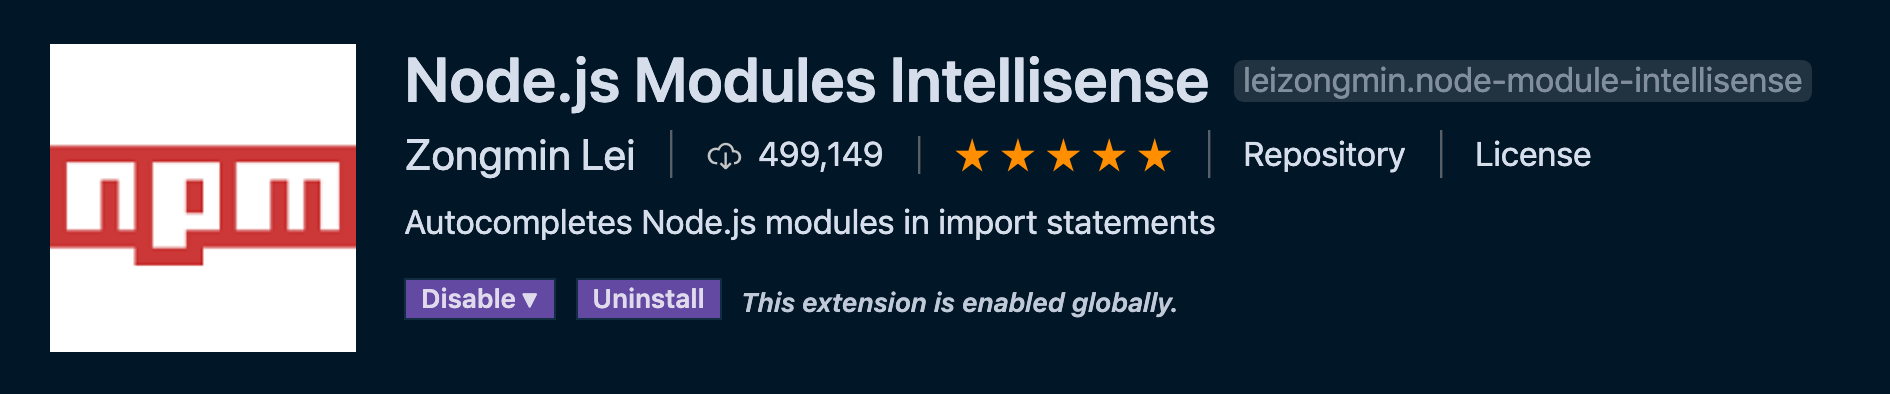 npm
Node.js Modules Intellisense leizongmin.node-module-intellisense
Zongmin Lei 499,149 Repository License
Autocompletes Node.js modules in import statements
Disable ▼ Uninstall This extension is enabled globally.